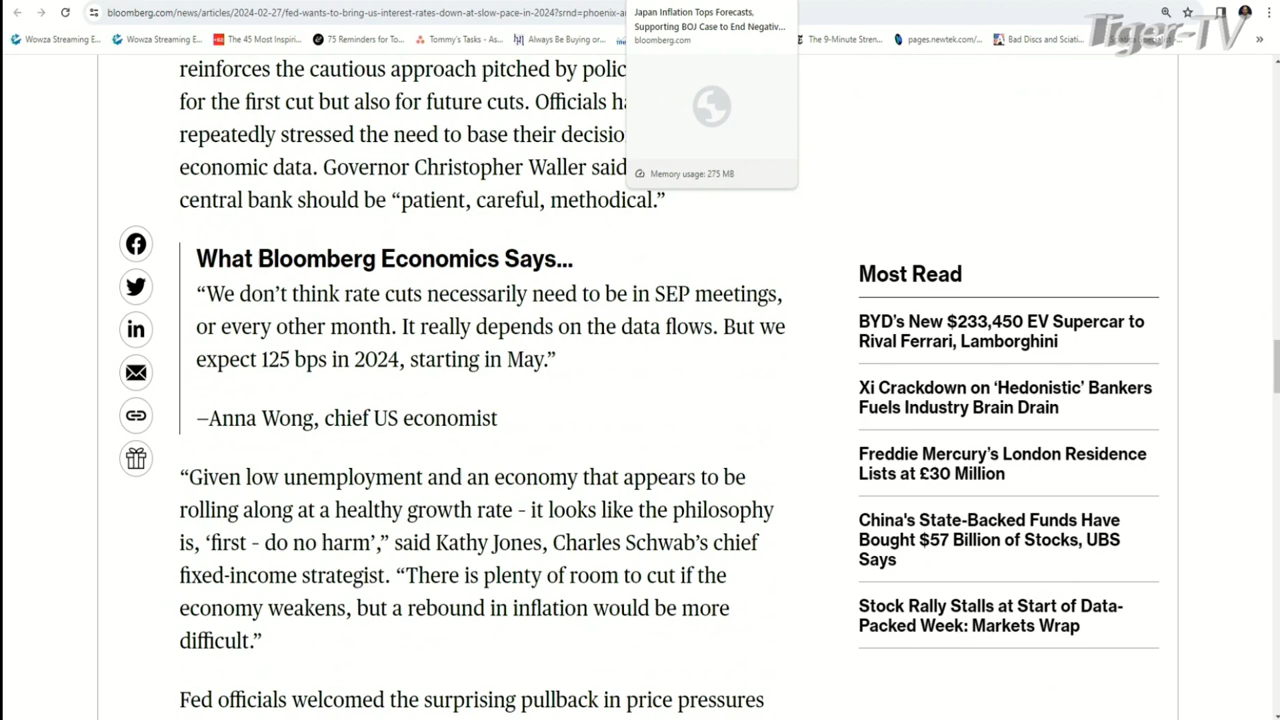 bloomberg.com/news/articles/2024-02-27/fed-wants-to-bring-us-interest-rates-down-at-slow-pace-in-2024?srnd=phoenix-ar
Japan Inflation Tops Forecasts,
Supporting BOJ Case to End Negativ...
bloomberg.com
Memory usage: 275 MB
Tiger-TV
Wowza Streaming E...
Wowza Streaming E...
The 45 Most Inspiri...
75 Reminders for To...
Tommy's Tasks - As...
Always Be Buying or...
The 9-Minute Stren...
pages.newtek.com/...
Bad Discs and Sciati...
»
reinforces the cautious approach pitched by polic
for the first cut but also for future cuts. Officials ha
repeatedly stressed the need to base their decisio
economic data. Governor Christopher Waller said
central bank should be “patient, careful, methodical.”
What Bloomberg Economics Says...
“We don’t think rate cuts necessarily need to be in SEP meetings,
or every other month. It really depends on the data flows. But we
expect 125 bps in 2024, starting in May.”
–Anna Wong, chief US economist
“Given low unemployment and an economy that appears to be
rolling along at a healthy growth rate - it looks like the philosophy
is, ‘first - do no harm’,” said Kathy Jones, Charles Schwab’s chief
fixed-income strategist. “There is plenty of room to cut if the
economy weakens, but a rebound in inflation would be more
difficult.”
Fed officials welcomed the surprising pullback in price pressures
Most Read
BYD’s New $233,450 EV Supercar to
Rival Ferrari, Lamborghini
Xi Crackdown on ‘Hedonistic’ Bankers
Fuels Industry Brain Drain
Freddie Mercury’s London Residence
Lists at £30 Million
China's State-Backed Funds Have
Bought $57 Billion of Stocks, UBS
Says
Stock Rally Stalls at Start of Data-
Packed Week: Markets Wrap